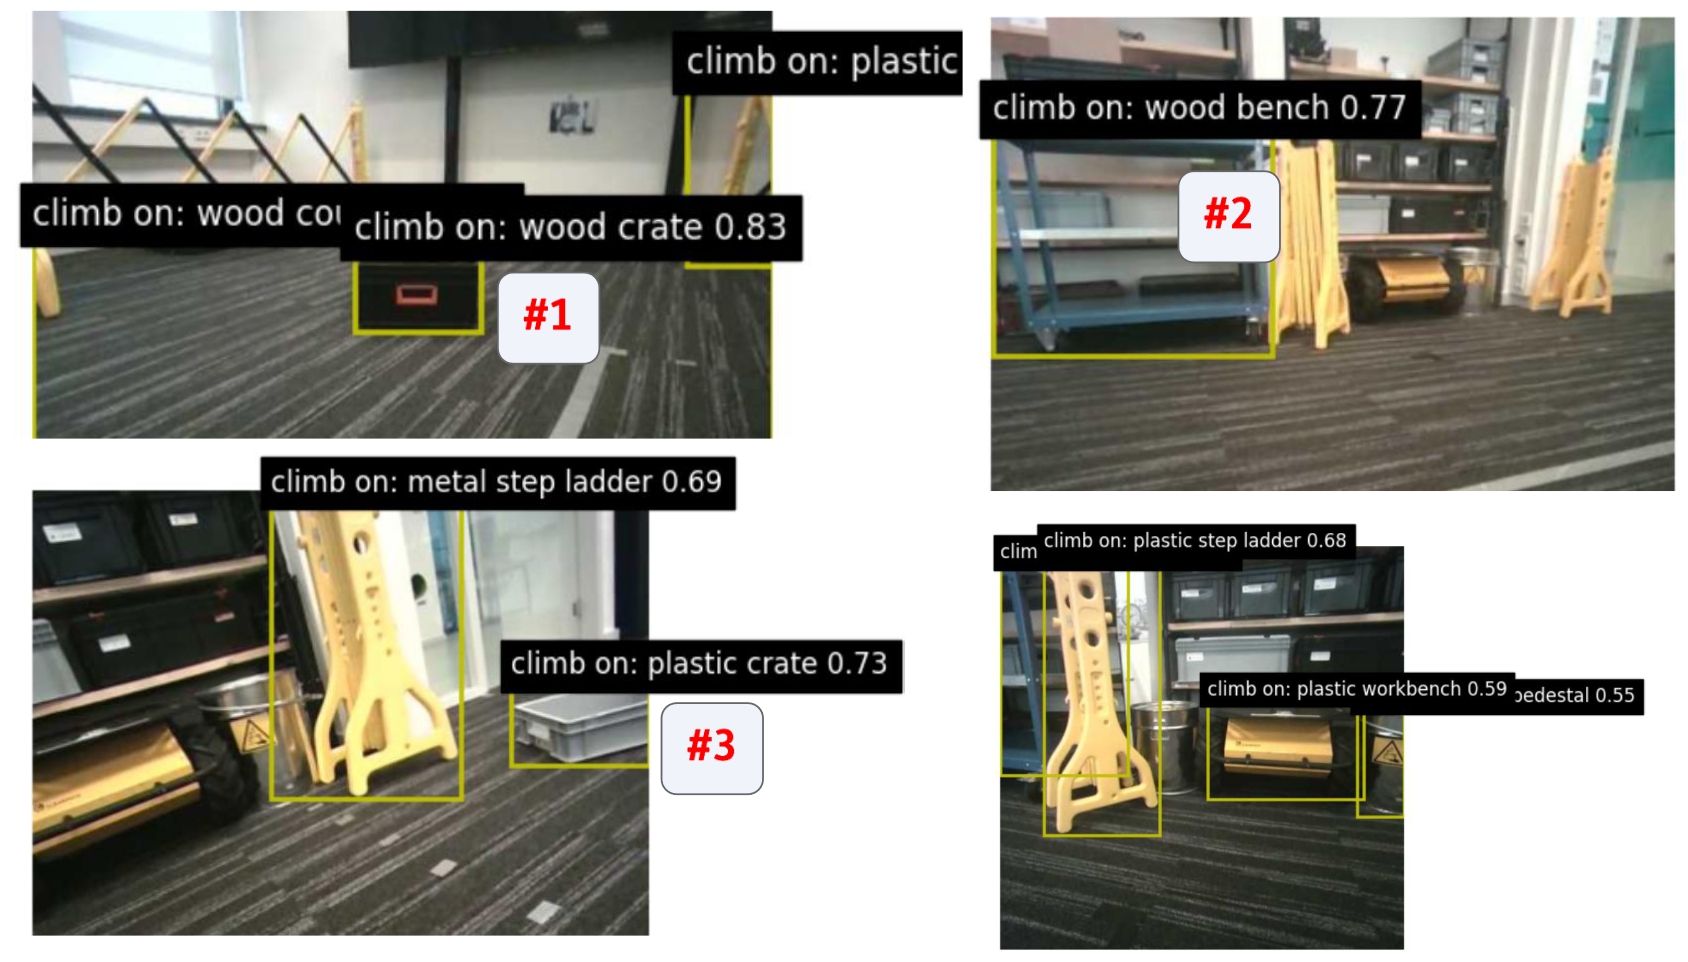 climb on: plastic
climb on: wood cou
climb on: wood crate 0.83
#1
climb on: wood bench 0.77
#2
climb on: metal step ladder 0.69
climb on: plastic crate 0.73
#3
clim
climb on: plastic step ladder 0.68
climb on: plastic workbench 0.59
pedestal 0.55